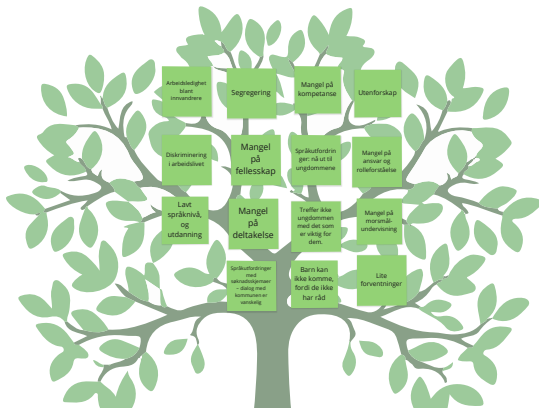 Arbeidsledighet
blant
innvandrere
Segregering
Mangel på
kompetanse
Utenforskap
Diskriminering
i arbeidslivet
Mangel
på
fellesskap
Språkutfordrin
ger: nå ut til
ungdommene
Mangel på
ansvar og
rolleforståelse
Lavt
språknivå,
og
utdanning
Mangel
på
deltakelse
Treffer ikke
ungdommen
med det som
er viktig for
dem.
Mangel på
morsmål-
undervisning
Språkutfordringer
med
søknadsskjemaer
– dialog med
kommunen er
vanskelig
Barn kan
ikke komme,
fordi de ikke
har råd
Lite
forventninger